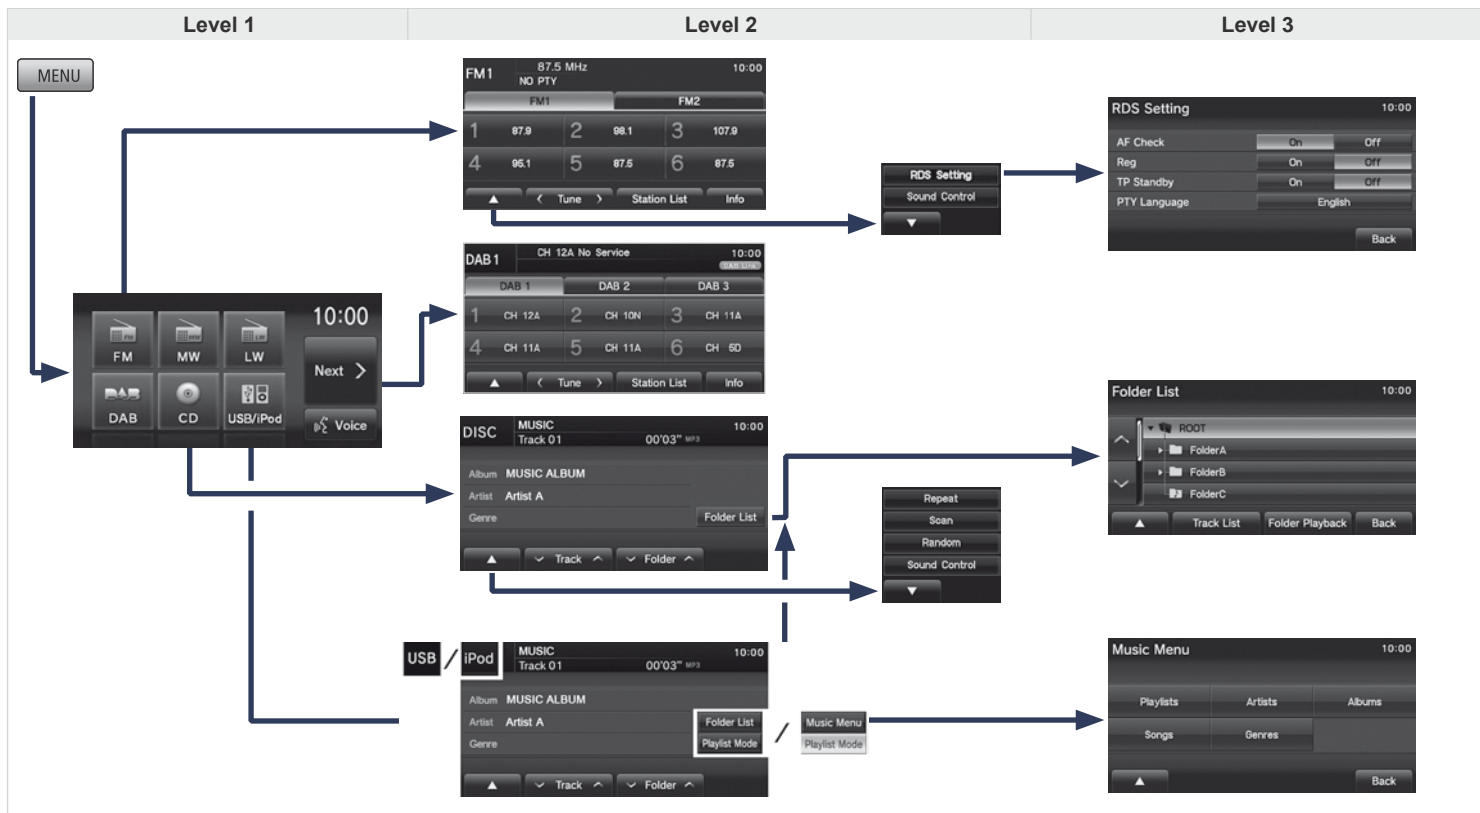 Level 1 Level 2 Level 3
MENU
FM1 87.5 MHz 10:00
NO PTY
FM1 FM2
1 87.9 2 98.1 3 107.9
4 95.1 5 87.5 6 87.5
▲ < Tune > Station List Info
RDS Setting
Sound Control
▼
RDS Setting 10:00
AF Check On Off
Reg On Off
TP Standby On Off
PTY Language English
Back
10:00
FM MW LW
Next >
DAB CD USB/iPod
Voice
DAB 1 CH 12A No Service 10:00
DAB Link
DAB 1 DAB 2 DAB 3
1 CH 12A 2 CH 10N 3 CH 11A
4 CH 11A 5 CH 11A 6 CH 6D
▲ < Tune > Station List Info
DISC MUSIC 10:00
Track 01 00'03" MP3
Album MUSIC ALBUM
Artist Artist A
Genre Folder List
▲ Track Folder
Repeat
Scan
Random
Sound Control
▼
Folder List 10:00
ROOT
FolderA
FolderB
FolderC
▲ Track List Folder Playback Back
USB / iPod MUSIC 10:00
Track 01 00'03" MP3
Album MUSIC ALBUM
Artist Artist A Folder List / Music Menu
Genre Playlist Mode Playlist Mode
▲ Track Folder
Music Menu 10:00
Playlists Artists Albums
Songs Genres
▲ Back